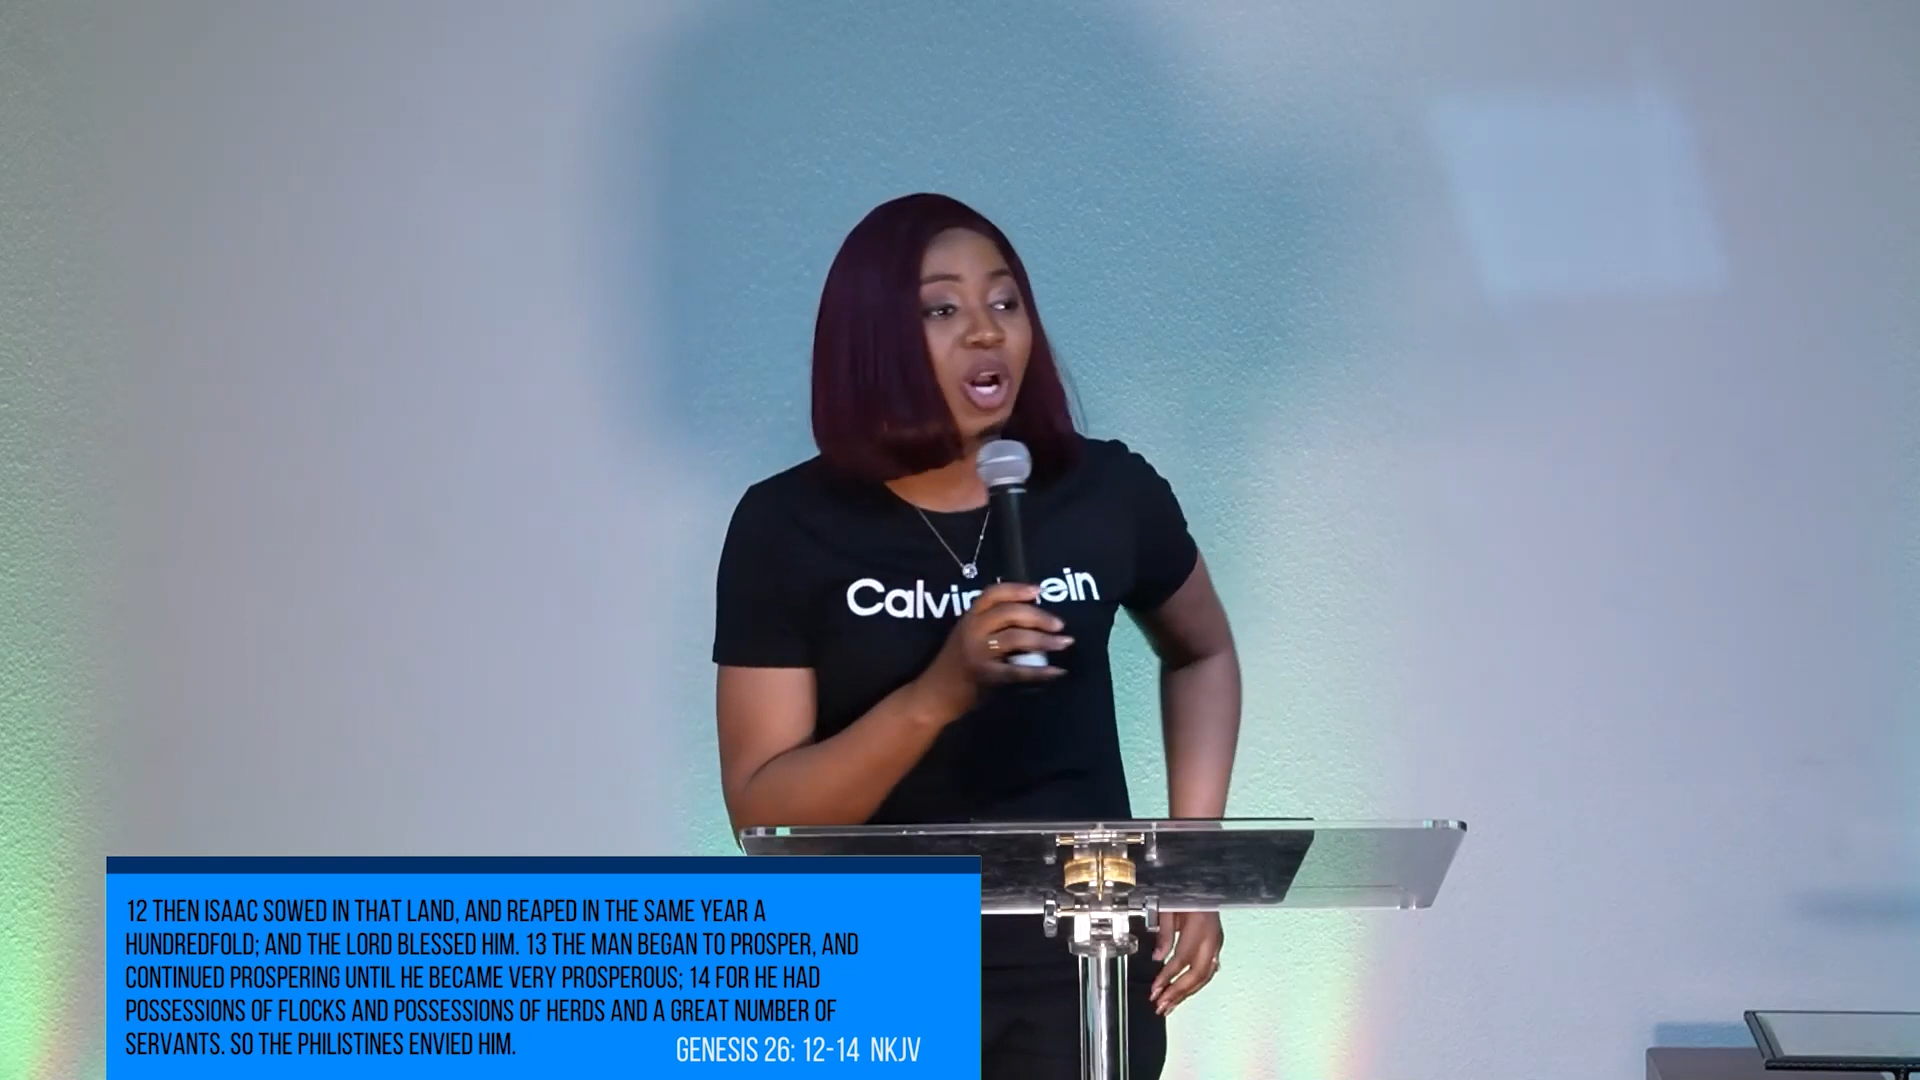 Calvin
ein
12 THEN ISAAC SOWED IN THAT LAND, AND REAPED IN THE SAME YEAR A
HUNDREDFOLD; AND THE LORD BLESSED HIM. 13 THE MAN BEGAN TO PROSPER, AND
CONTINUED PROSPERING UNTIL HE BECAME VERY PROSPEROUS; 14 FOR HE HAD
POSSESSIONS OF FLOCKS AND POSSESSIONS OF HERDS AND A GREAT NUMBER OF
SERVANTS. SO THE PHILISTINES ENVIED HIM.
GENESIS 26: 12-14 NKJV